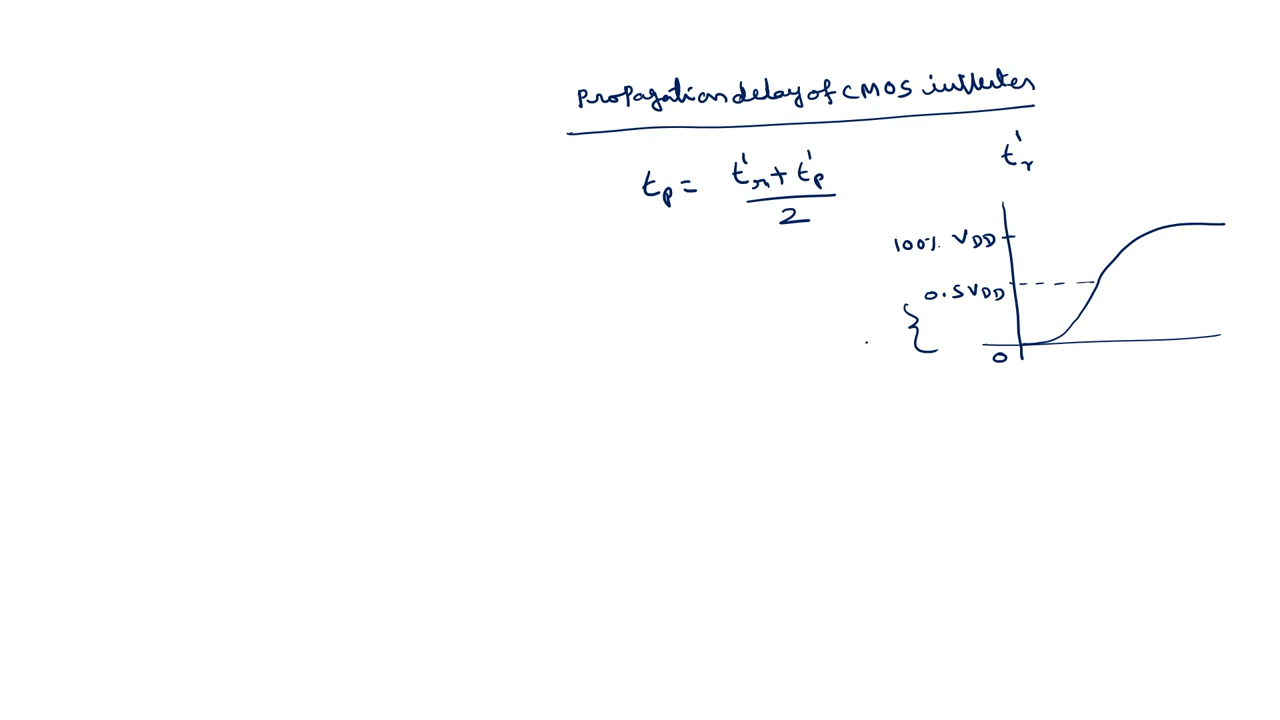 Propagation delay of CMOS inverter
tp = t'r + t'p / 2
t'r
100% VDD
0.5VDD
0